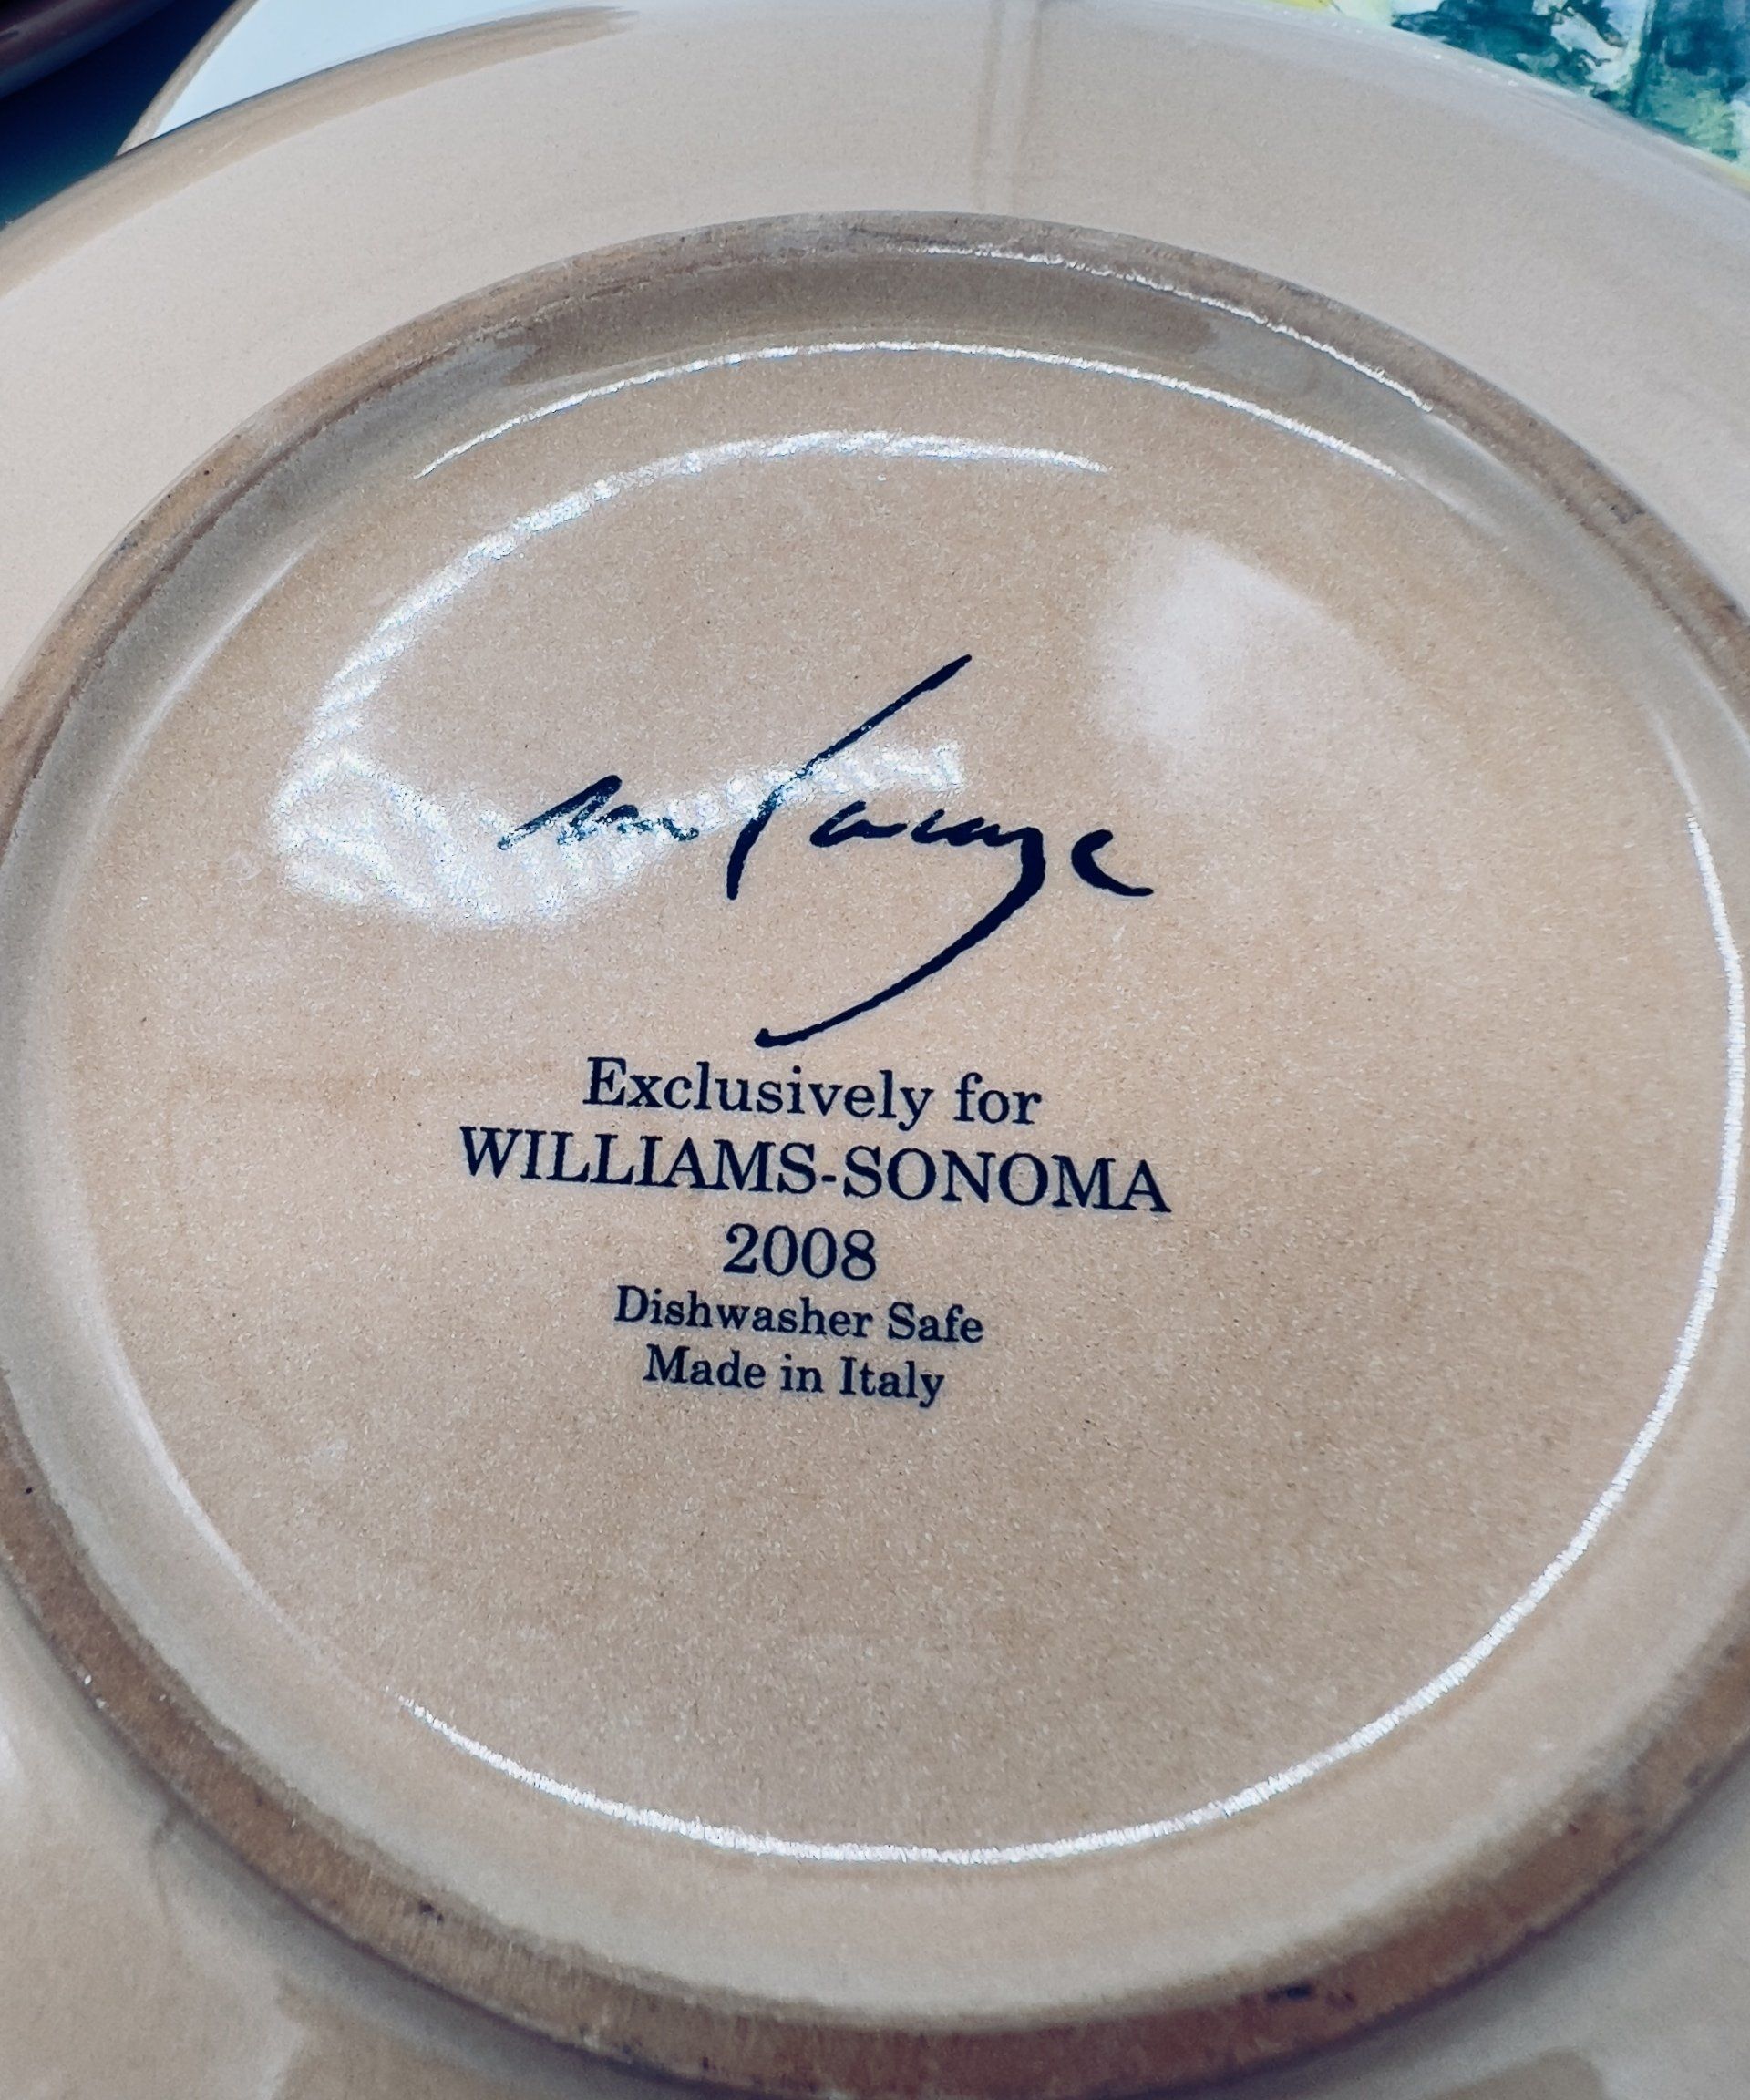 Exclusively for
WILLIAMS-SONOMA
2008
Dishwasher Safe
Made in Italy